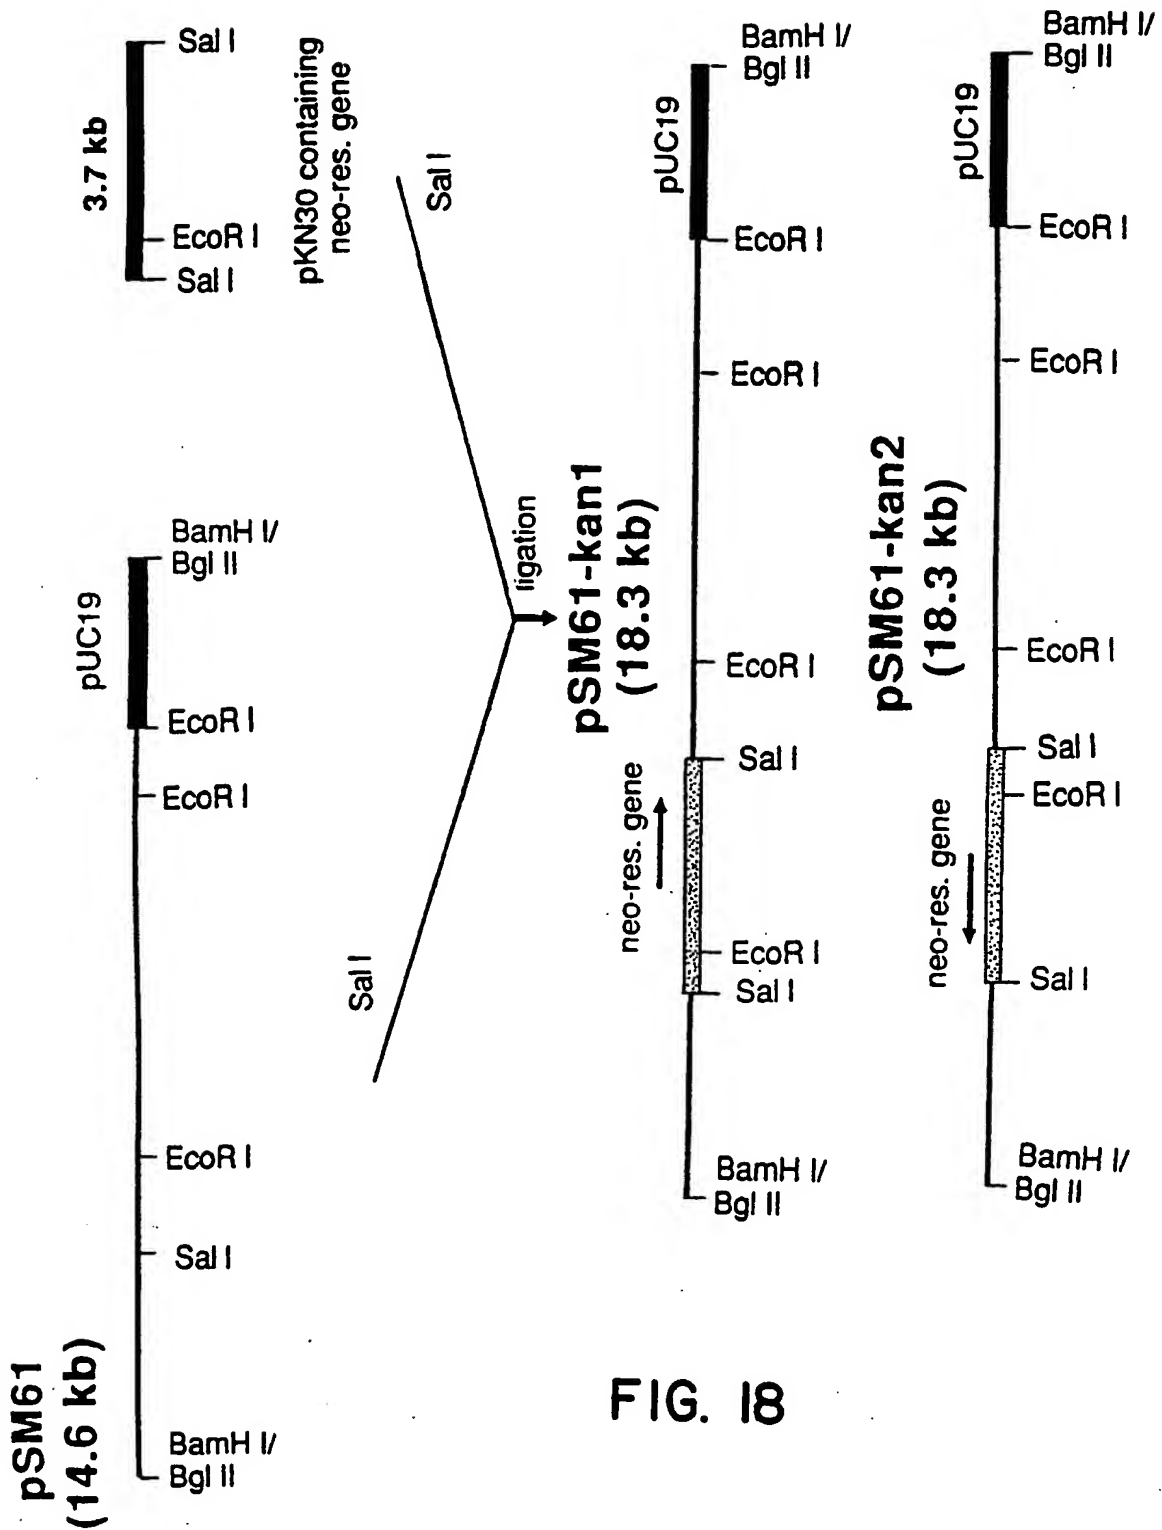 pSM61
(14.6 kb)
BamH I/
Bgl II
Sal I
EcoR I
EcoR I
EcoR I
pUC19
BamH I/
Bgl II
3.7 kb
Sal I
EcoR I
Sal I
pKN30 containing
neo-res. gene
Sal I
Sal I
ligation
pSM61-kan1
(18.3 kb)
BamH I/
Bgl II
Sal I
EcoR I
neo-res. gene
Sal I
EcoR I
EcoR I
EcoR I
pUC19
BamH I/
Bgl II
pSM61-kan2
(18.3 kb)
BamH I/
Bgl II
Sal I
neo-res. gene
EcoR I
Sal I
EcoR I
EcoR I
EcoR I
pUC19
BamH I/
Bgl II
FIG. 18